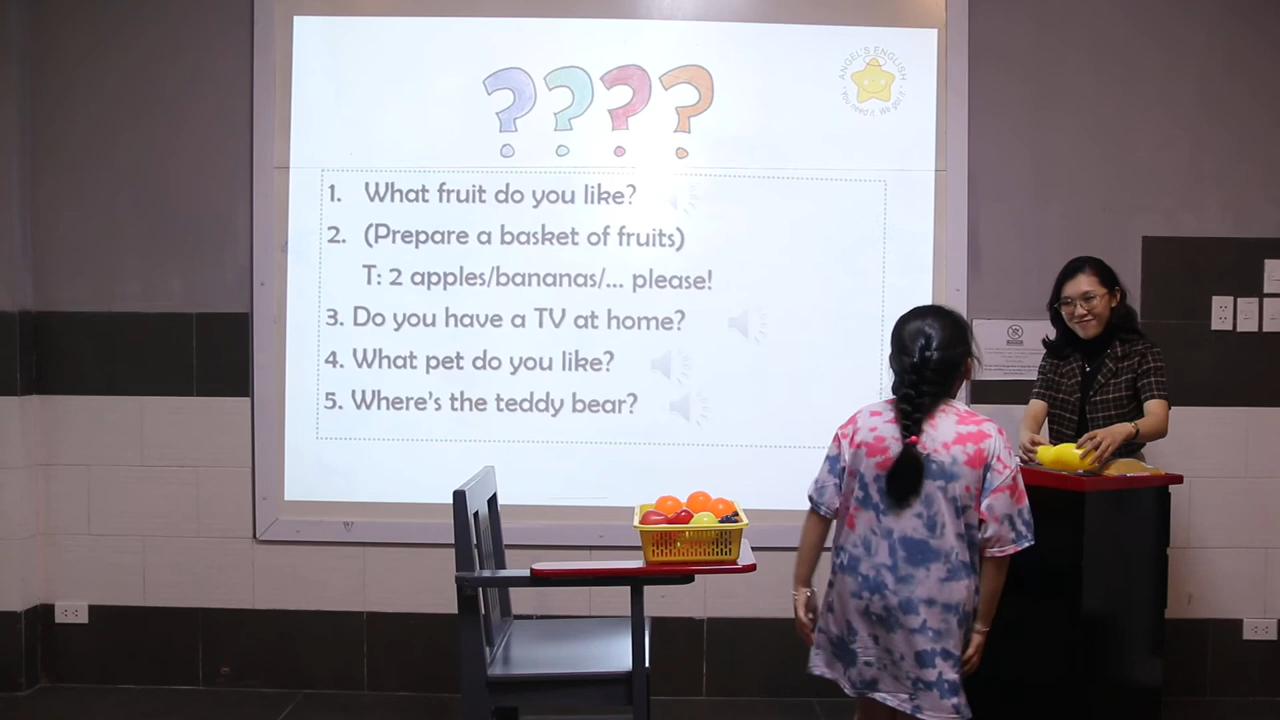 ? ? ? ?
ANGEL'S ENGLISH
You need it. We got it
1. What fruit do you like?
2. (Prepare a basket of fruits)
T: 2 apples/bananas/... please!
3. Do you have a TV at home?
4. What pet do you like?
5. Where's the teddy bear?